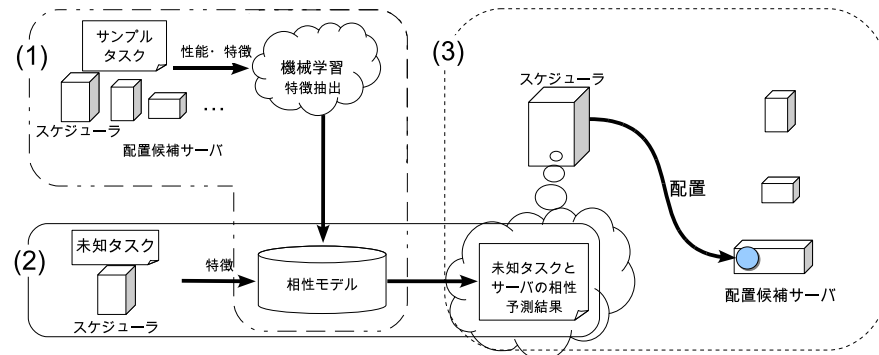 (1)
サンプル
タスク
性能・特徴
機械学習
特徴抽出
スケジューラ
…
配置候補サーバ
(2)
未知タスク
特徴
スケジューラ
相性モデル
未知タスクと
サーバの相性
予測結果
(3)
スケジューラ
配置
配置候補サーバ